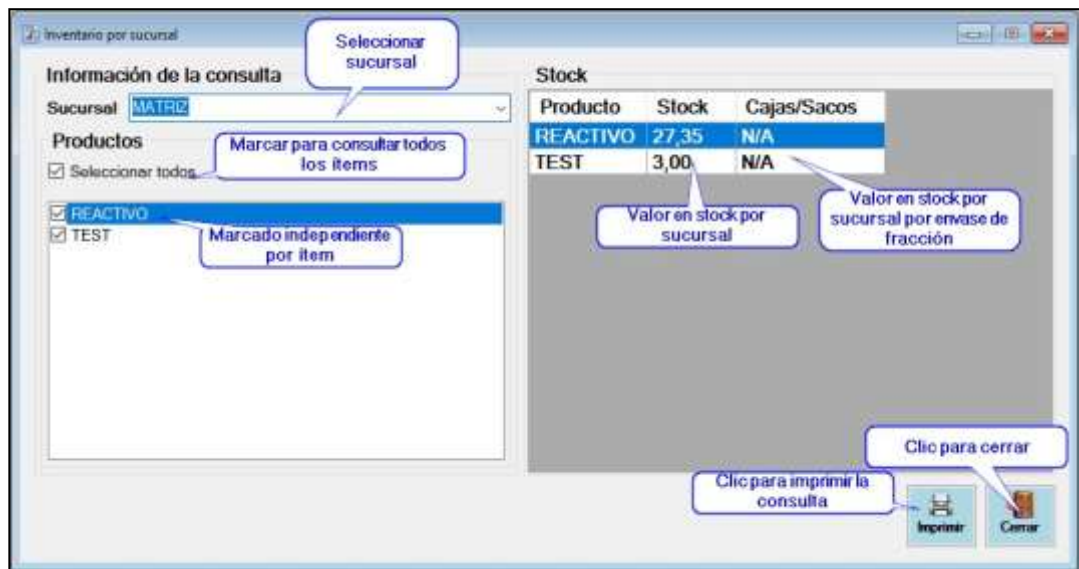 Inventario por sucursal
Seleccionar
sucursal
Información de la consulta
Sucursal MATRIZ
Productos
Marcar para consultar todos
los ítems
Seleccionar todos
REACTIVO
TEST
Marcado independiente
por ítem
Stock
Producto Stock Cajas/Sacos
REACTIVO 27,35 N/A
TEST 3,00 N/A
Valor en stock por
sucursal
Valor en stock por
sucursal por envase de
fracción
Clic para cerrar
Clic para imprimir la
consulta
Imprimir
Cerrar